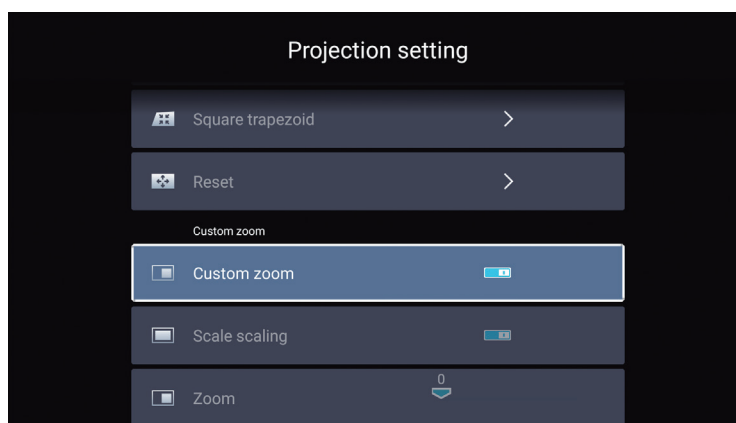 Projection setting
Square trapezoid
Reset
Custom zoom
Custom zoom
Scale scaling
0
Zoom